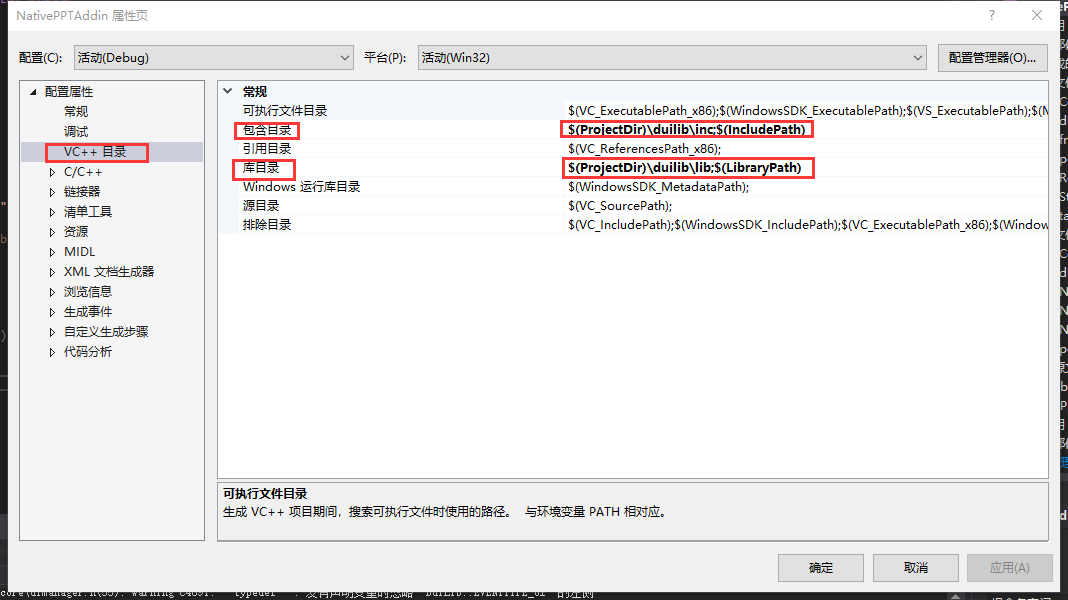 NativePPTAddin 属性页
配置(C):
活动(Debug)
平台(P):
活动(Win32)
配置管理器(O)...
配置属性
常规
调试
VC++ 目录
C/C++
链接器
清单工具
资源
MIDL
XML 文档生成器
浏览信息
生成事件
自定义生成步骤
代码分析
常规
可执行文件目录 $(VC_ExecutablePath_x86);$(WindowsSDK_ExecutablePath);$(VS_ExecutablePath);$(M
包含目录 $(ProjectDir)\duilib\inc;$(IncludePath)
引用目录 $(VC_ReferencesPath_x86);
库目录 $(ProjectDir)\duilib\lib;$(LibraryPath)
Windows 运行库目录 $(WindowsSDK_MetadataPath);
源目录 $(VC_SourcePath);
排除目录 $(VC_IncludePath);$(WindowsSDK_IncludePath);$(VC_ExecutablePath_x86);$(Window
可执行文件目录
生成 VC++ 项目期间，搜索可执行文件时使用的路径。 与环境变量 PATH 相对应。
确定
取消
应用(A)